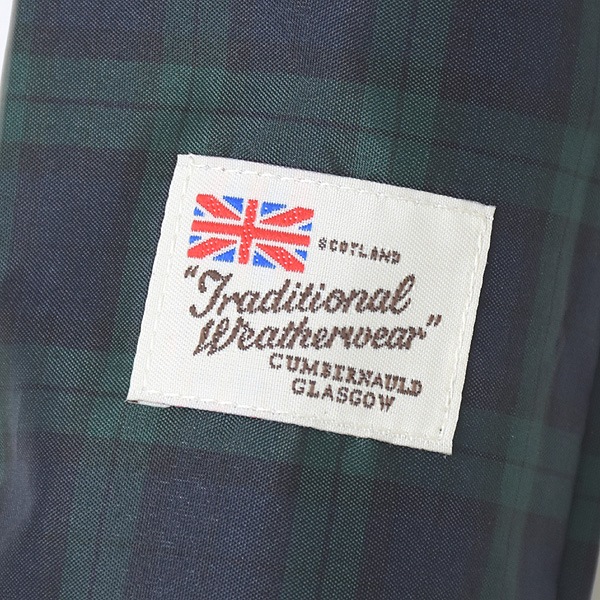 SCOTLAND
"Traditional
Weatherwear"
CUMBERNAULD
GLASGOW